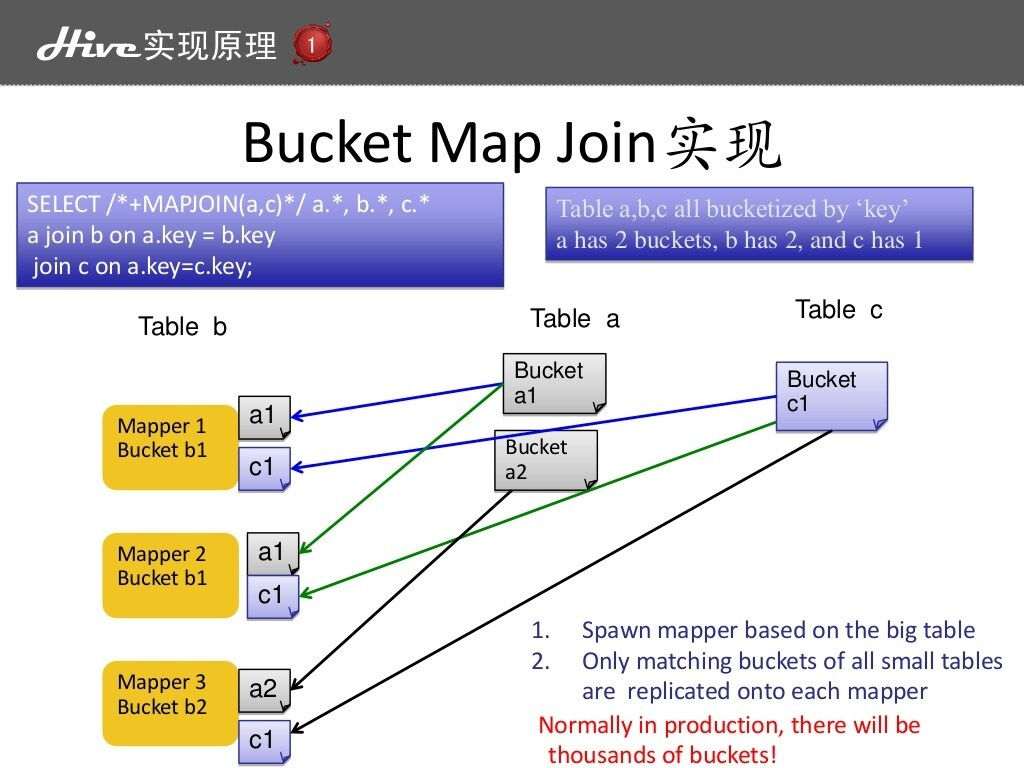 Hive实现原理 1
Bucket Map Join实现
SELECT /*+MAPJOIN(a,c)*/ a.*, b.*, c.*
a join b on a.key = b.key
join c on a.key=c.key;
Table a,b,c all bucketized by ‘key’
a has 2 buckets, b has 2, and c has 1
Table b
Table a
Table c
Bucket
a1
Bucket
c1
Bucket
a2
Mapper 1
Bucket b1
a1
c1
Mapper 2
Bucket b1
a1
c1
Mapper 3
Bucket b2
a2
c1
1. Spawn mapper based on the big table
2. Only matching buckets of all small tables
are replicated onto each mapper
Normally in production, there will be
thousands of buckets!